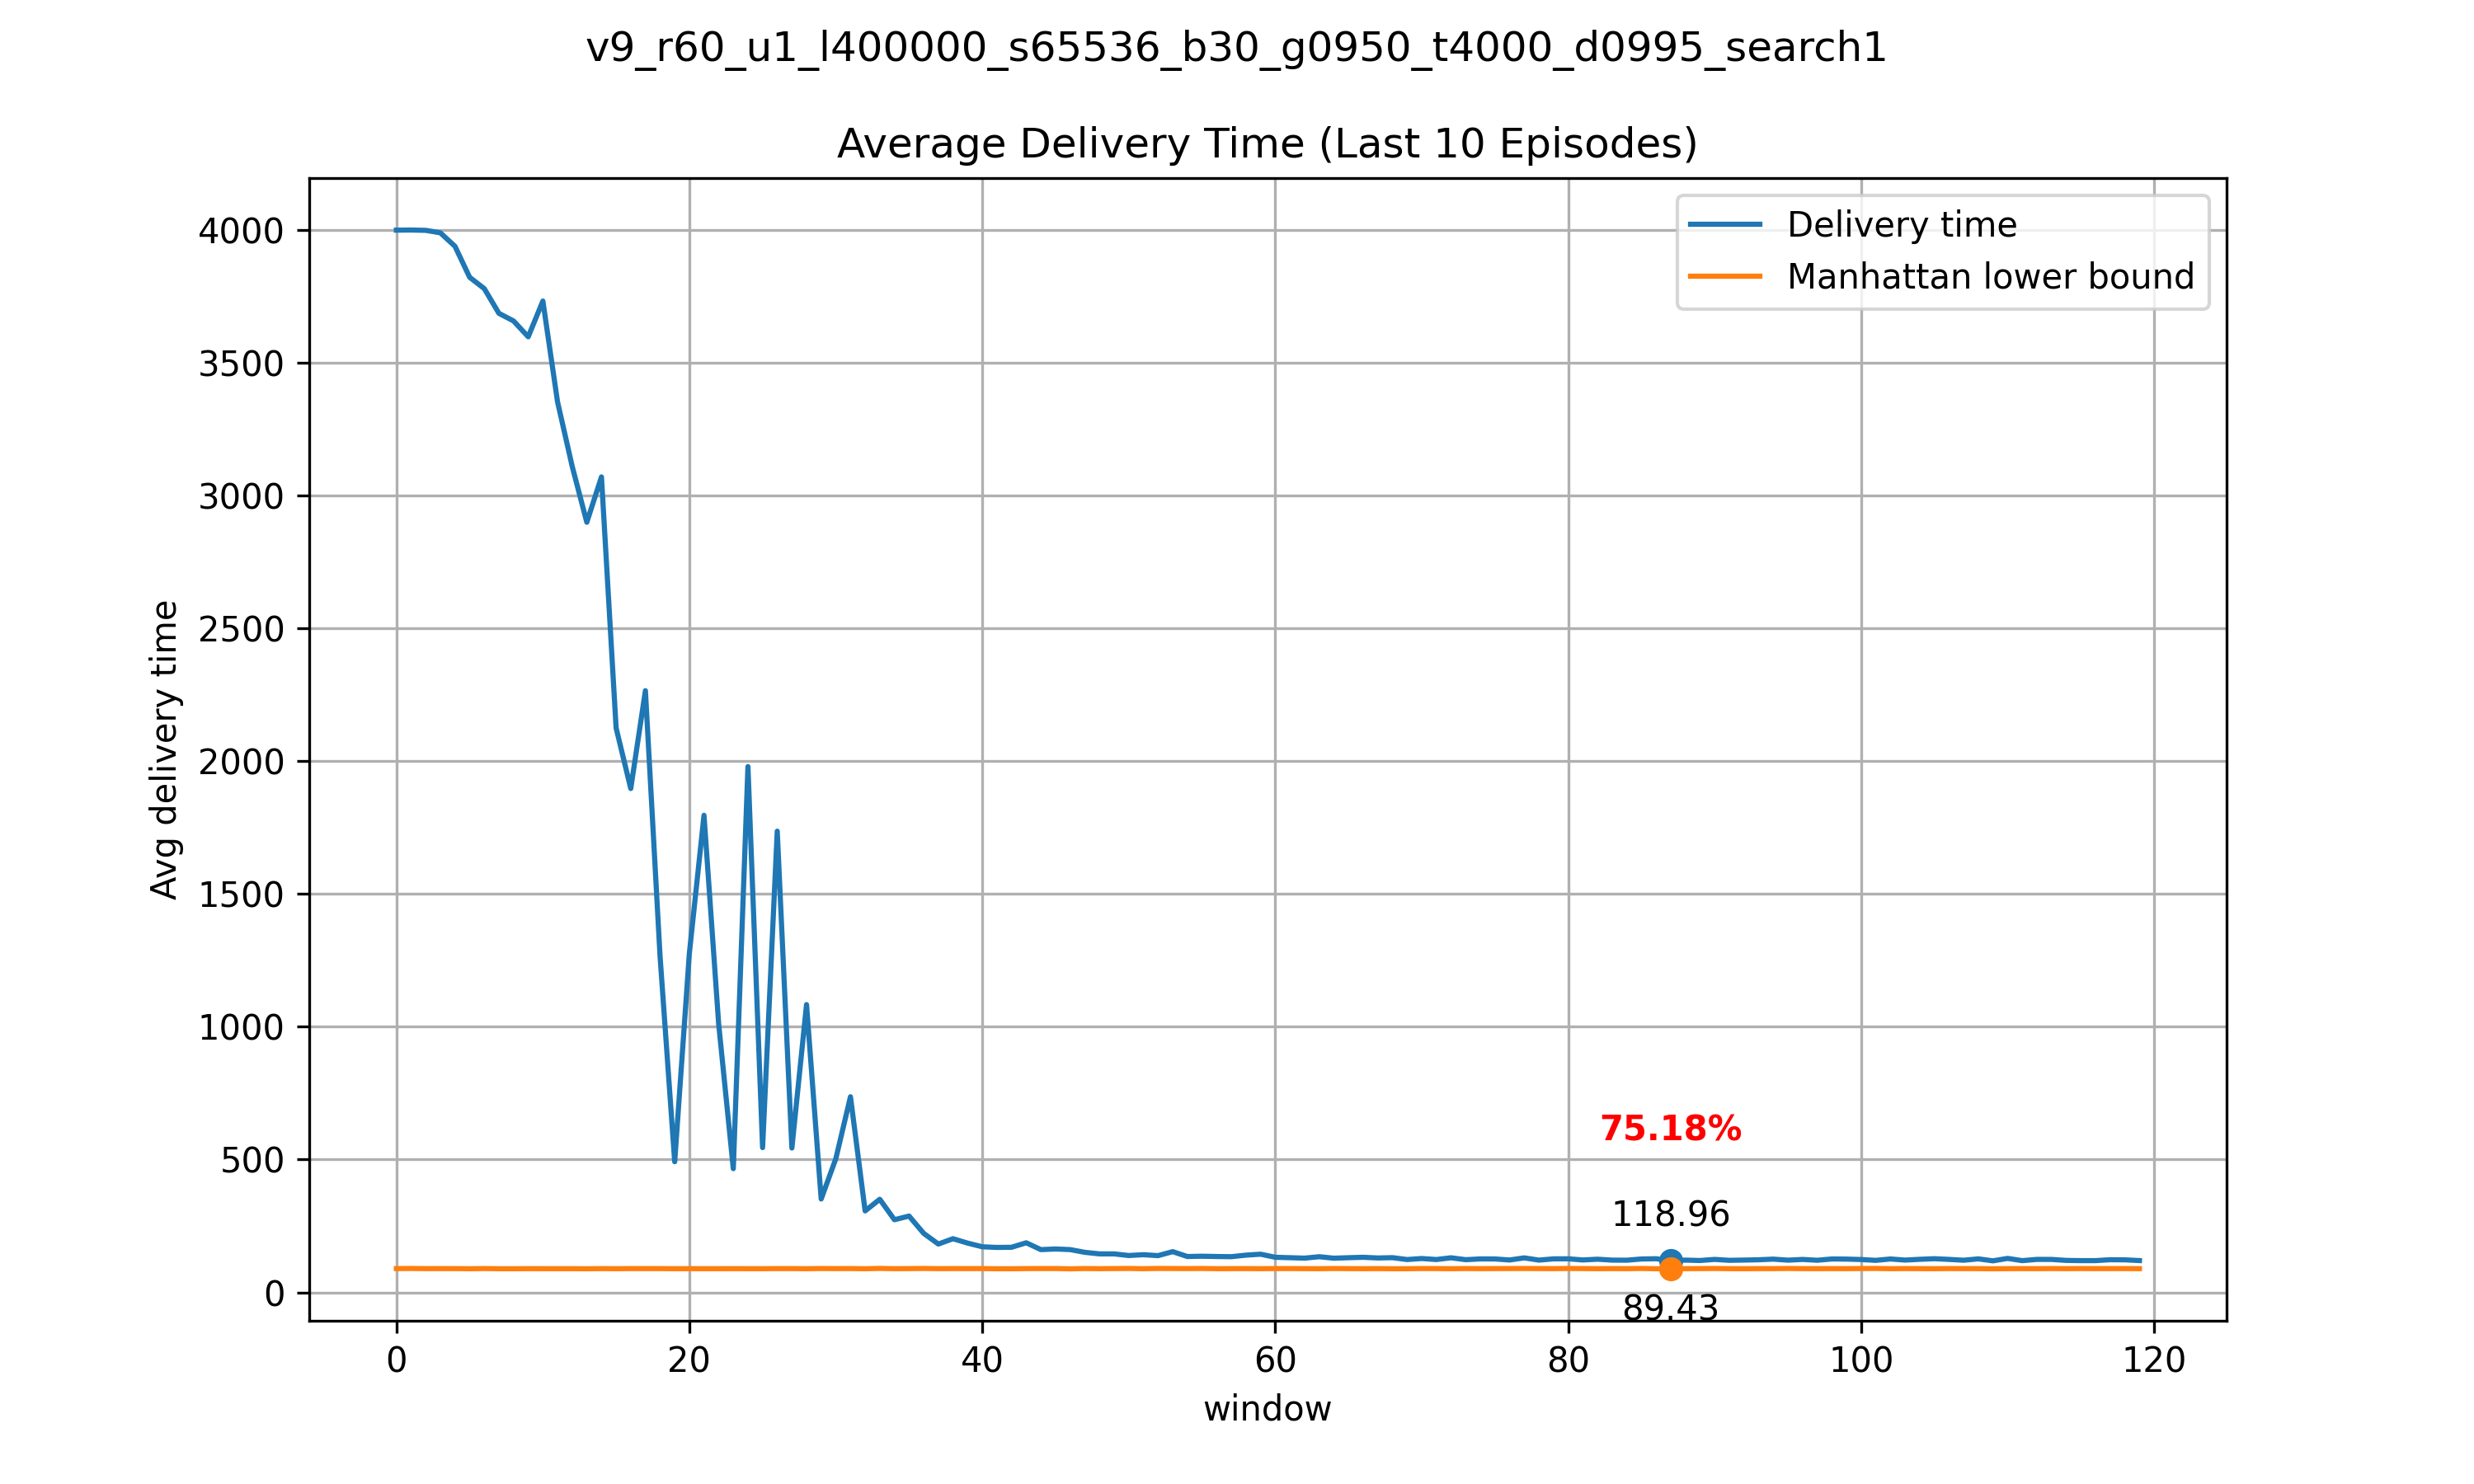 v9_r60_u1_l400000_s65536_b30_g0950_t4000_d0995_search1
Average Delivery Time (Last 10 Episodes)
Delivery time
Manhattan lower bound
Avg delivery time
4000
3500
3000
2500
2000
1500
1000
500
0
75.18%
118.96
89.43
0 20 40 60 80 100 120
window